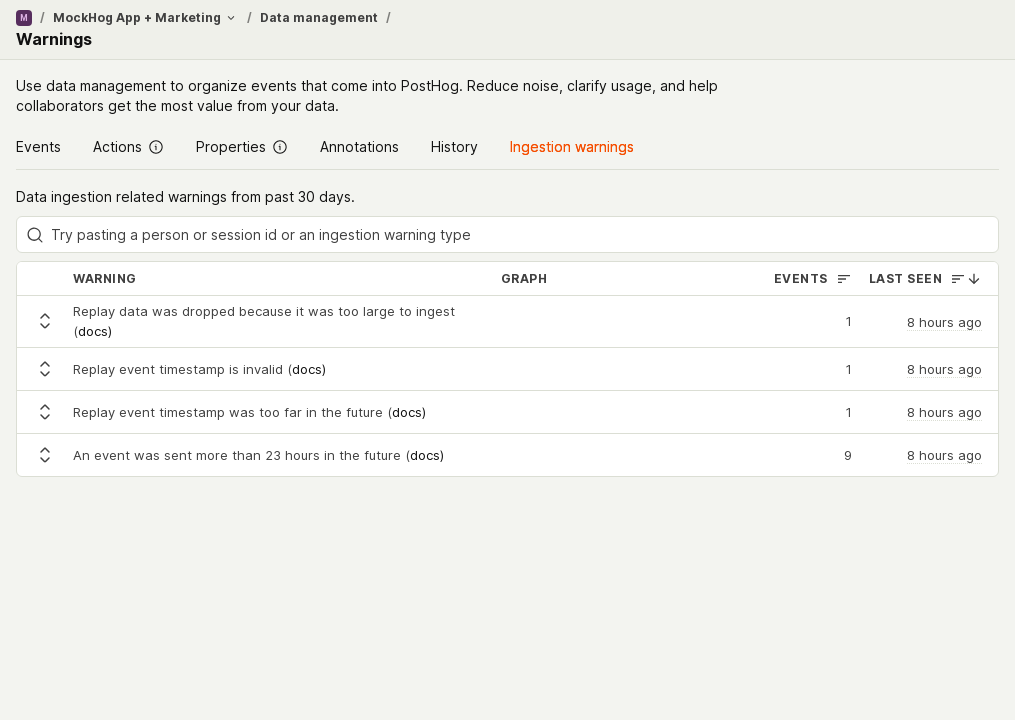 M / MockHog App + Marketing / Data management /
Warnings
Use data management to organize events that come into PostHog. Reduce noise, clarify usage, and help
collaborators get the most value from your data.
Events Actions Properties Annotations History Ingestion warnings
Data ingestion related warnings from past 30 days.
Try pasting a person or session id or an ingestion warning type
WARNING GRAPH EVENTS LAST SEEN
Replay data was dropped because it was too large to ingest
(docs) 1 8 hours ago
Replay event timestamp is invalid (docs) 1 8 hours ago
Replay event timestamp was too far in the future (docs) 1 8 hours ago
An event was sent more than 23 hours in the future (docs) 9 8 hours ago